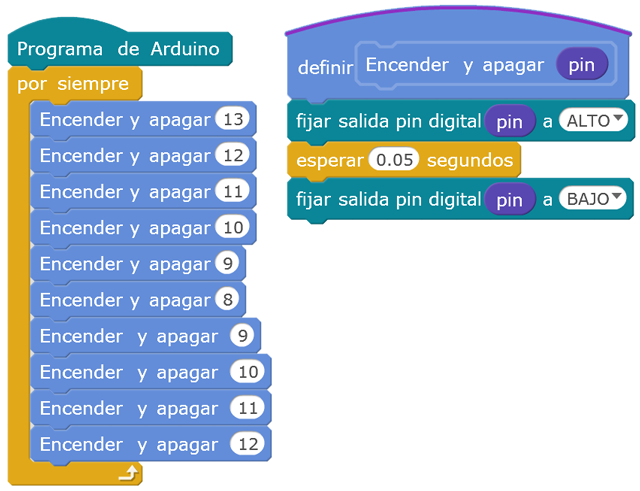 Programa de Arduino
por siempre
Encender y apagar 13
Encender y apagar 12
Encender y apagar 11
Encender y apagar 10
Encender y apagar 9
Encender y apagar 8
Encender y apagar 9
Encender y apagar 10
Encender y apagar 11
Encender y apagar 12
definir Encender y apagar pin
fijar salida pin digital pin a ALTO
esperar 0.05 segundos
fijar salida pin digital pin a BAJO